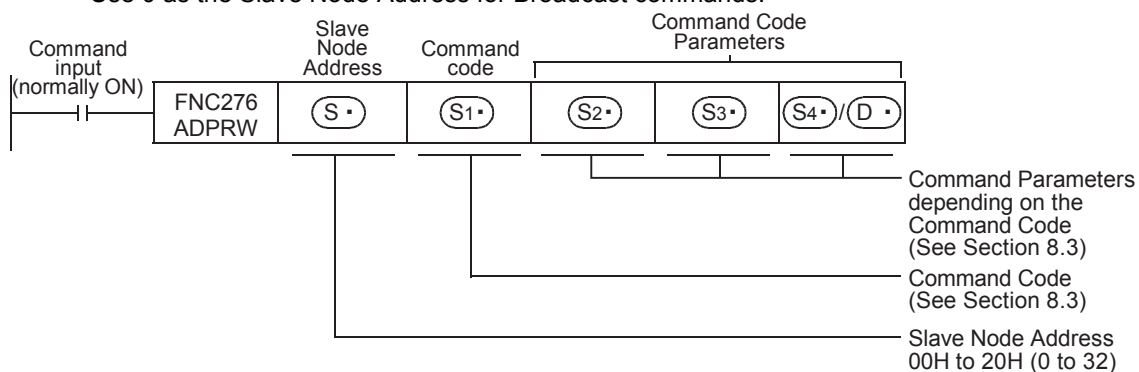 Use 0 as the Slave Node Address for Broadcast commands.
Command
input
(normally ON)
Slave
Node
Address
Command
code
Command Code
Parameters
FNC276
ADPRW
S •
S1•
S2•
S3•
S4• / D •
Command Parameters
depending on the
Command Code
(See Section 8.3)
Command Code
(See Section 8.3)
Slave Node Address
00H to 20H (0 to 32)